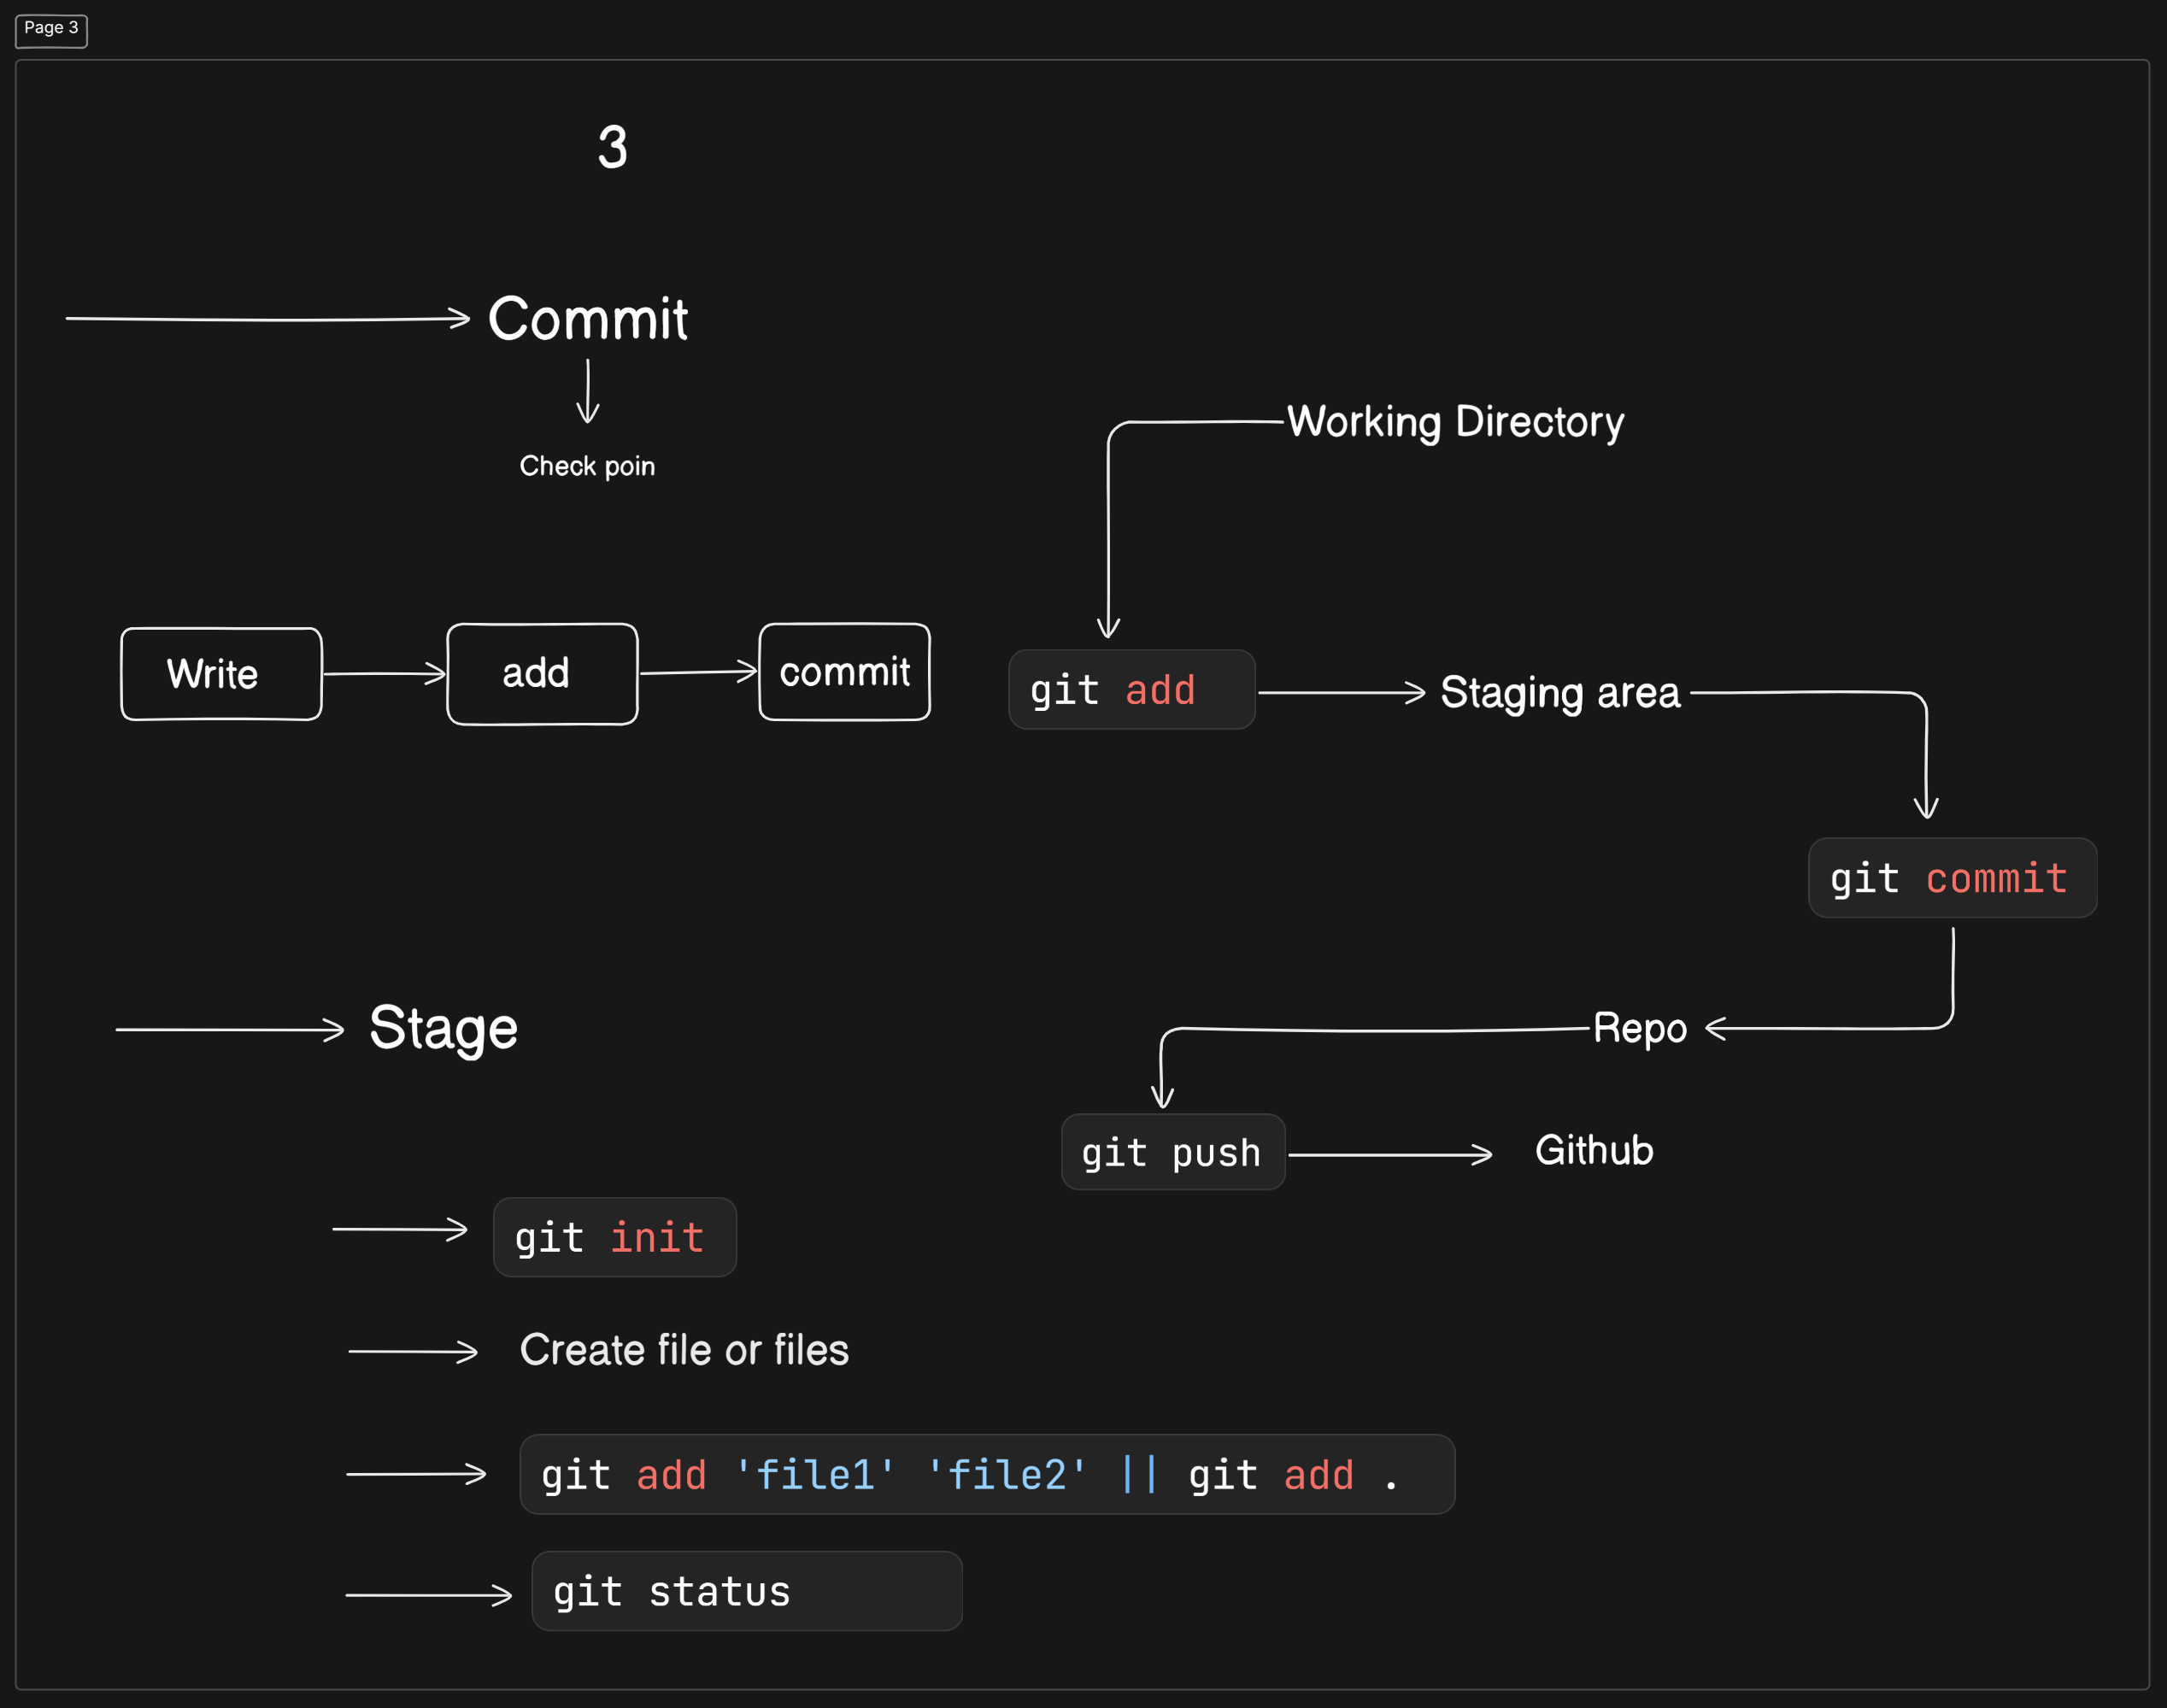 Page 3
3
Commit
Check poin
Working Directory
Write
add
commit
git add
Staging area
git commit
Stage
Repo
git push
Github
git init
Create file or files
git add 'file1' 'file2' || git add .
git status